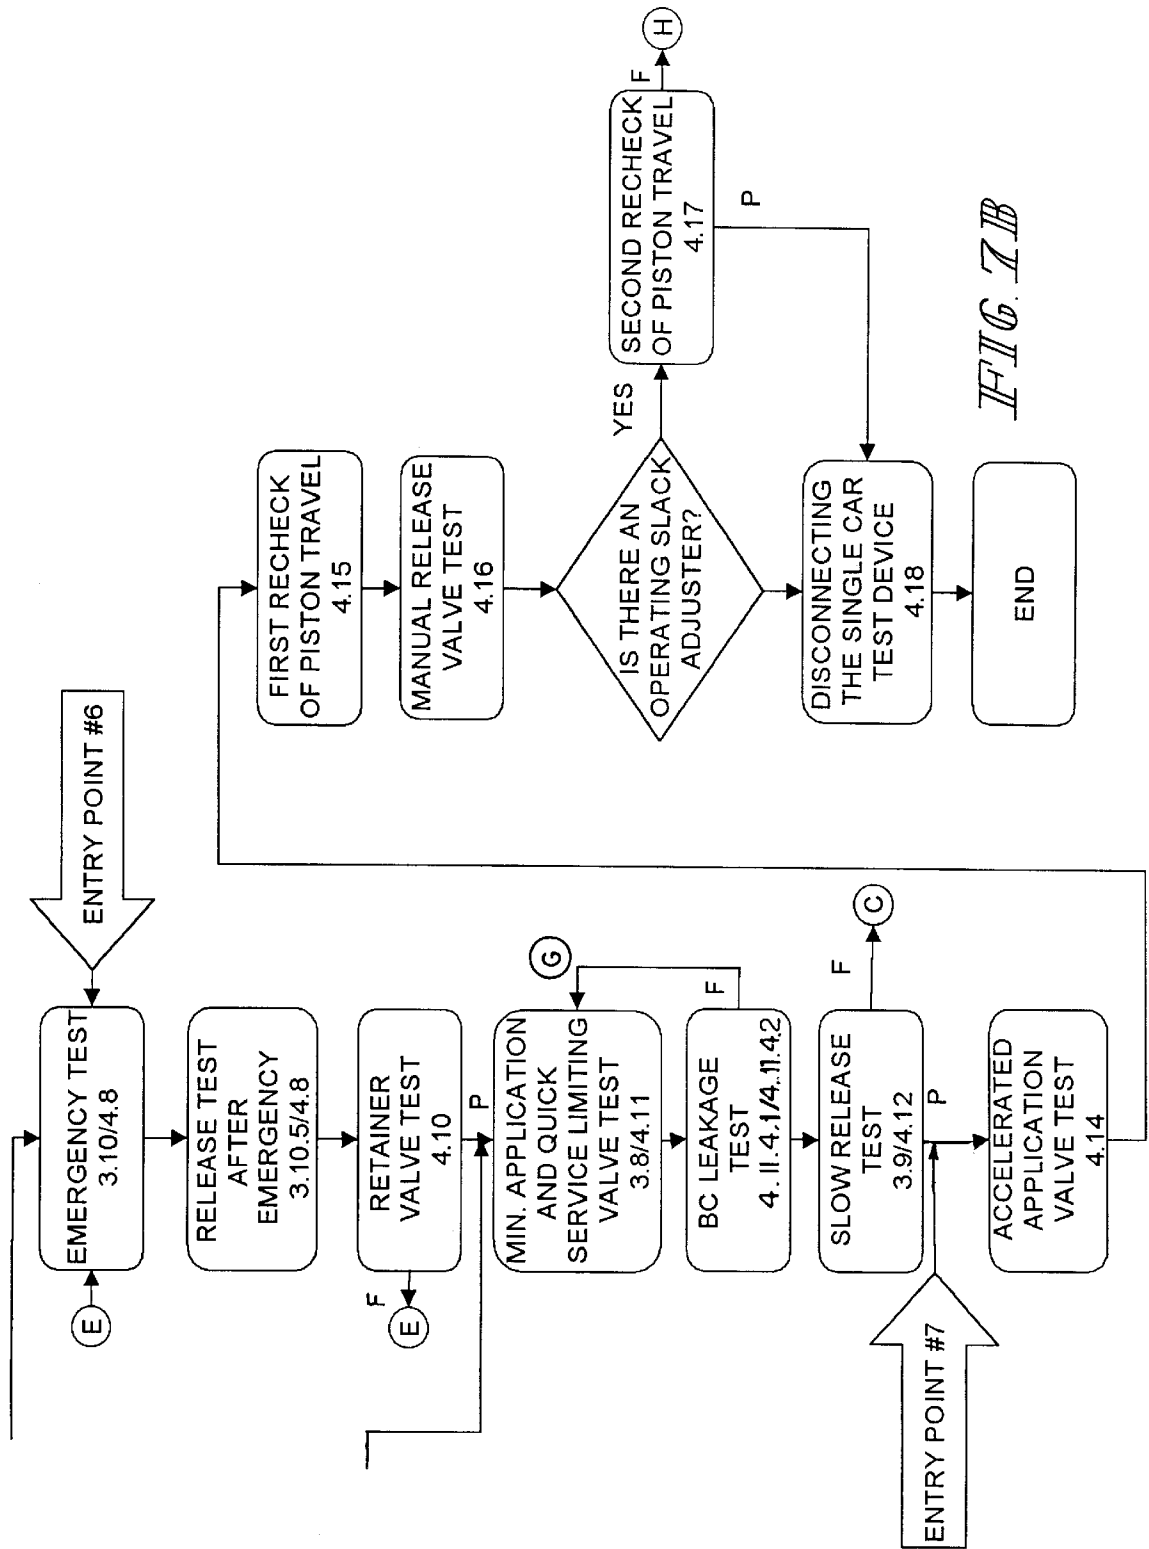 ENTRY POINT #6
E
EMERGENCY TEST
3.10/4.8
RELEASE TEST
AFTER
EMERGENCY
3.10.5/4.8
RETAINER
VALVE TEST
4.10
F
E
P
MIN. APPLICATION
AND QUICK
SERVICE LIMITING
VALVE TEST
3.8/4.11
G
F
BC LEAKAGE
TEST
4.11.4.1/4.11.4.2
SLOW RELEASE
TEST
3.9/4.12
F
C
P
ENTRY POINT #7
ACCELERATED
APPLICATION
VALVE TEST
4.14
FIRST RECHECK
OF PISTON TRAVEL
4.15
MANUAL RELEASE
VALVE TEST
4.16
IS THERE AN
OPERATING SLACK
ADJUSTER?
YES
SECOND RECHECK
OF PISTON TRAVEL
4.17
F
H
P
DISCONNECTING
THE SINGLE CAR
TEST DEVICE
4.18
END
FIG. 7B